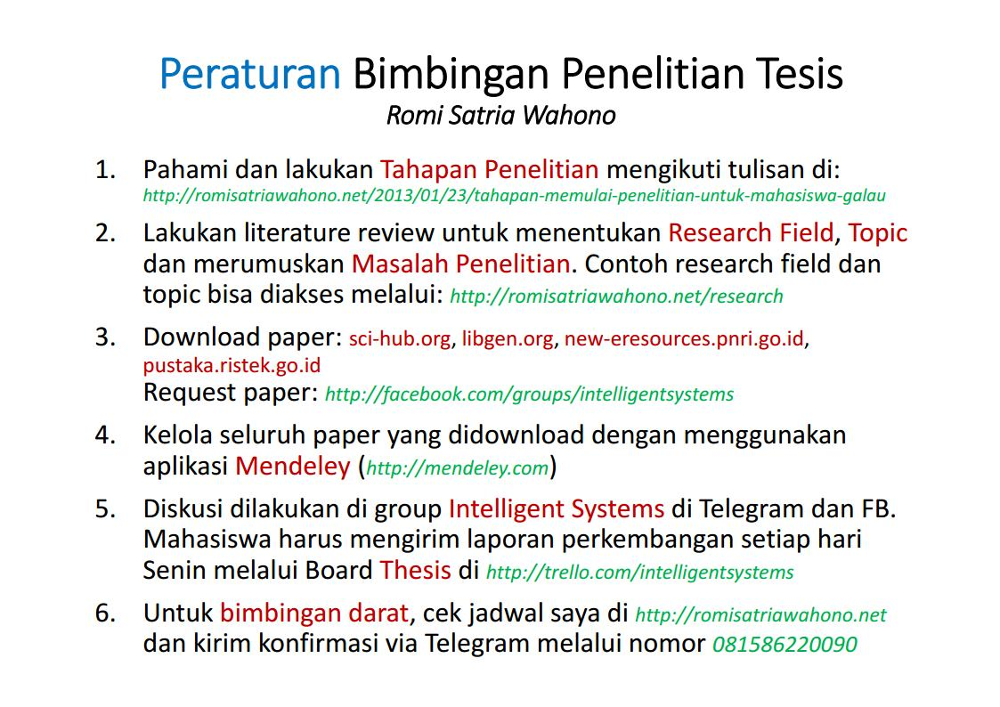 Peraturan Bimbingan Penelitian Tesis
Romi Satria Wahono
1. Pahami dan lakukan Tahapan Penelitian mengikuti tulisan di:
http://romisatriawahono.net/2013/01/23/tahapan-memulai-penelitian-untuk-mahasiswa-galau
2. Lakukan literature review untuk menentukan Research Field, Topic
dan merumuskan Masalah Penelitian. Contoh research field dan
topic bisa diakses melalui: http://romisatriawahono.net/research
3. Download paper: sci-hub.org, libgen.org, new-eresources.pnri.go.id,
pustaka.ristek.go.id
Request paper: http://facebook.com/groups/intelligentsystems
4. Kelola seluruh paper yang didownload dengan menggunakan
aplikasi Mendeley (http://mendeley.com)
5. Diskusi dilakukan di group Intelligent Systems di Telegram dan FB.
Mahasiswa harus mengirim laporan perkembangan setiap hari
Senin melalui Board Thesis di http://trello.com/intelligentsystems
6. Untuk bimbingan darat, cek jadwal saya di http://romisatriawahono.net
dan kirim konfirmasi via Telegram melalui nomor 081586220090